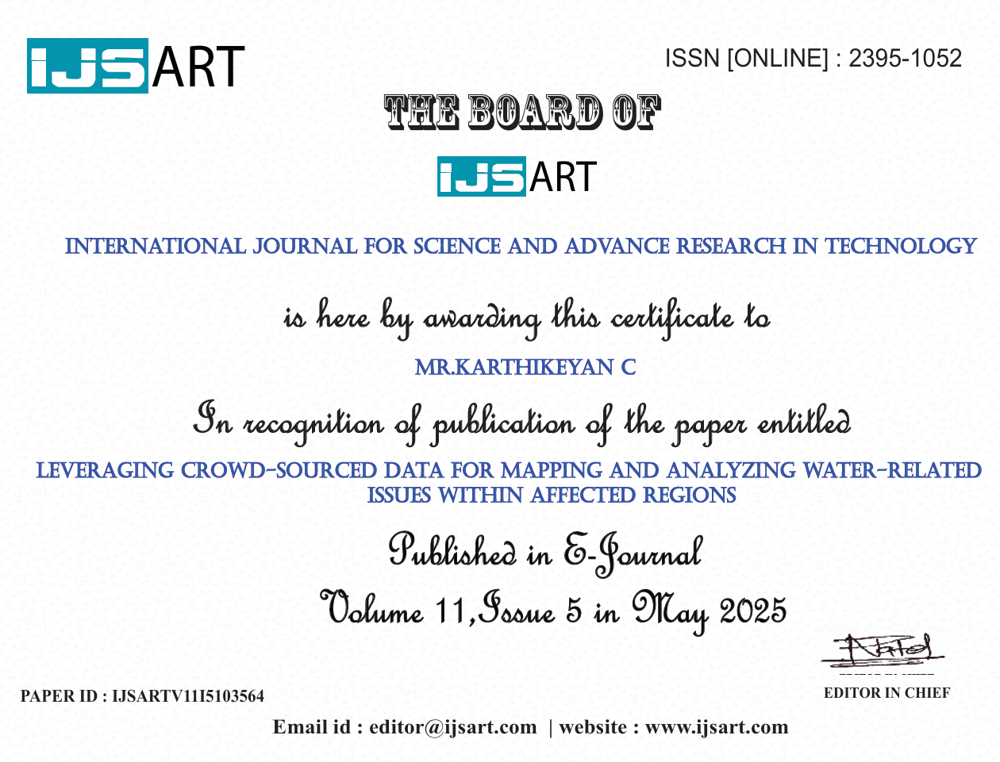 IJSART
ISSN [ONLINE] : 2395-1052
THE BOARD OF
IJSART
INTERNATIONAL JOURNAL FOR SCIENCE AND ADVANCE RESEARCH IN TECHNOLOGY
is here by awarding this certificate to
MR.KARTHIKEYAN C
In recognition of publication of the paper entitled
LEVERAGING CROWD-SOURCED DATA FOR MAPPING AND ANALYZING WATER-RELATED
ISSUES WITHIN AFFECTED REGIONS
Published in E-Journal
Volume 11,Issue 5 in May 2025
PAPER ID : IJSARTV11I5103564
EDITOR IN CHIEF
Email id : editor@ijsart.com | website : www.ijsart.com